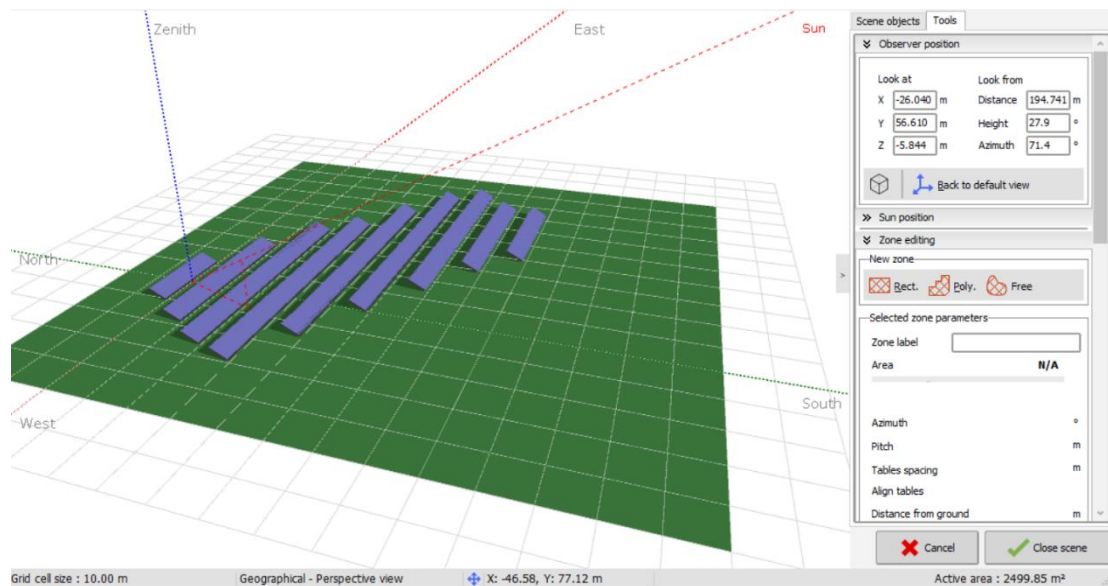 Zenith
East
Sun
North
West
South
Scene objects
Tools
Observer position
Look at
Look from
X -26.040 m
Distance 194.741 m
Y 56.610 m
Height 27.9 °
Z -5.844 m
Azimuth 71.4 °
Back to default view
Sun position
Zone editing
New zone
Rect.
Poly.
Free
Selected zone parameters
Zone label
Area N/A
Azimuth °
Pitch m
Tables spacing m
Align tables
Distance from ground m
Cancel
Close scene
Grid cell size : 10.00 m
Geographical - Perspective view
X: -46.58, Y: 77.12 m
Active area : 2499.85 m²